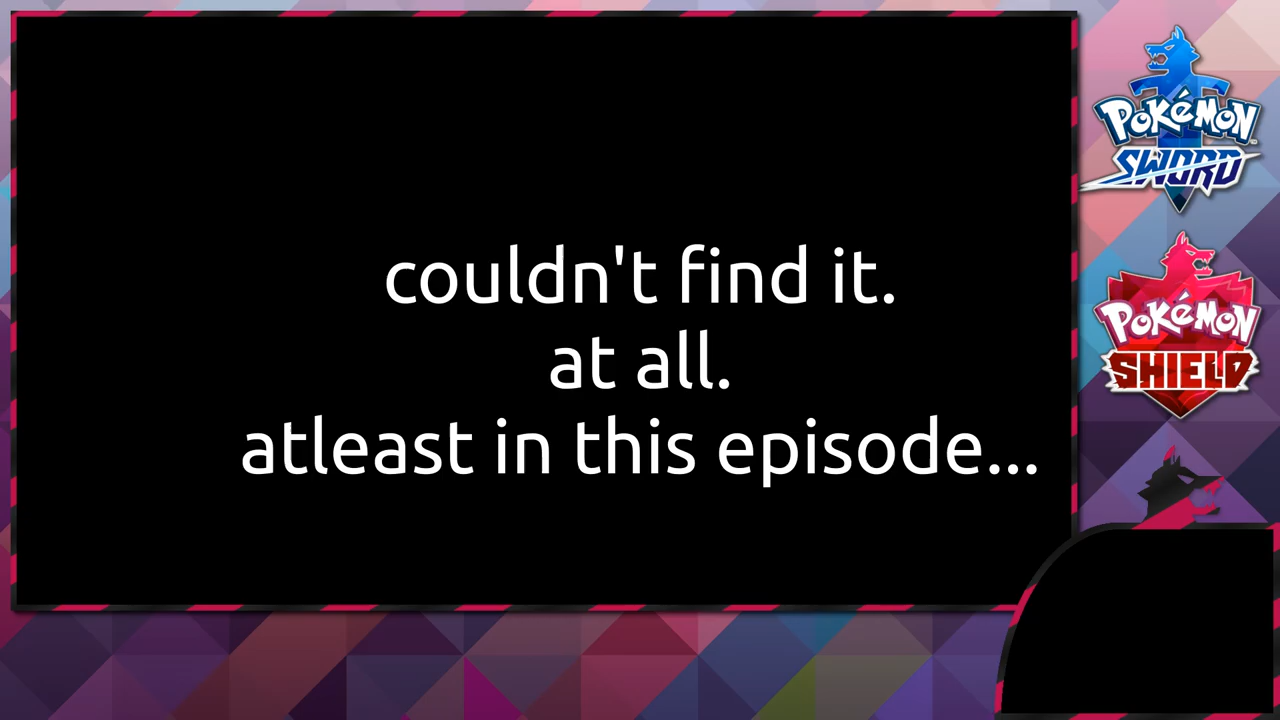 couldn't find it.
at all.
atleast in this episode...
POKéMON
SWORD
POKéMON
SHIELD